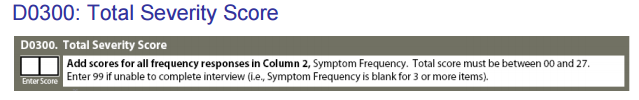 D0300: Total Severity Score
D0300. Total Severity Score
Add scores for all frequency responses in Column 2, Symptom Frequency. Total score must be between 00 and 27.
Enter 99 if unable to complete interview (i.e., Symptom Frequency is blank for 3 or more items).
Enter Score